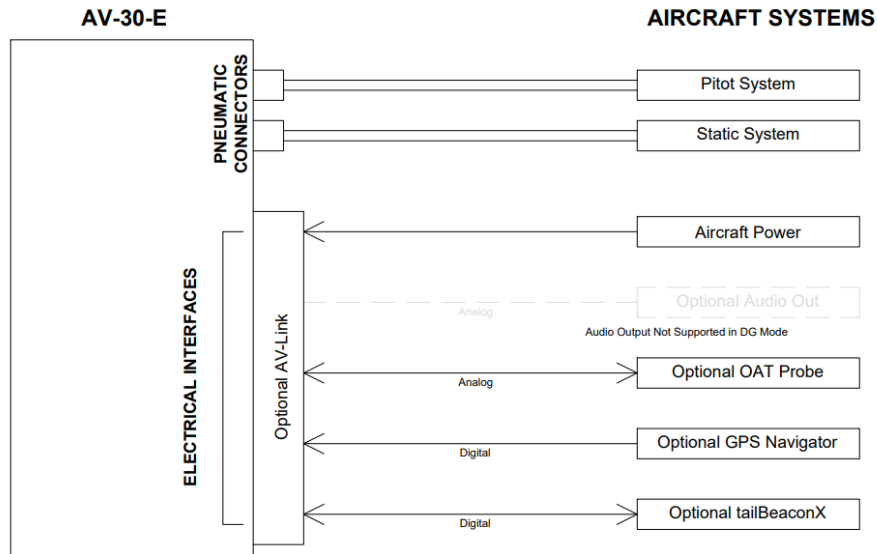 AV-30-E
AIRCRAFT SYSTEMS
PNEUMATIC
CONNECTORS
Pitot System
Static System
ELECTRICAL INTERFACES
Optional AV-Link
Aircraft Power
Optional Audio Out
Analog
Audio Output Not Supported in DG Mode
Optional OAT Probe
Analog
Optional GPS Navigator
Digital
Optional tailBeaconX
Digital